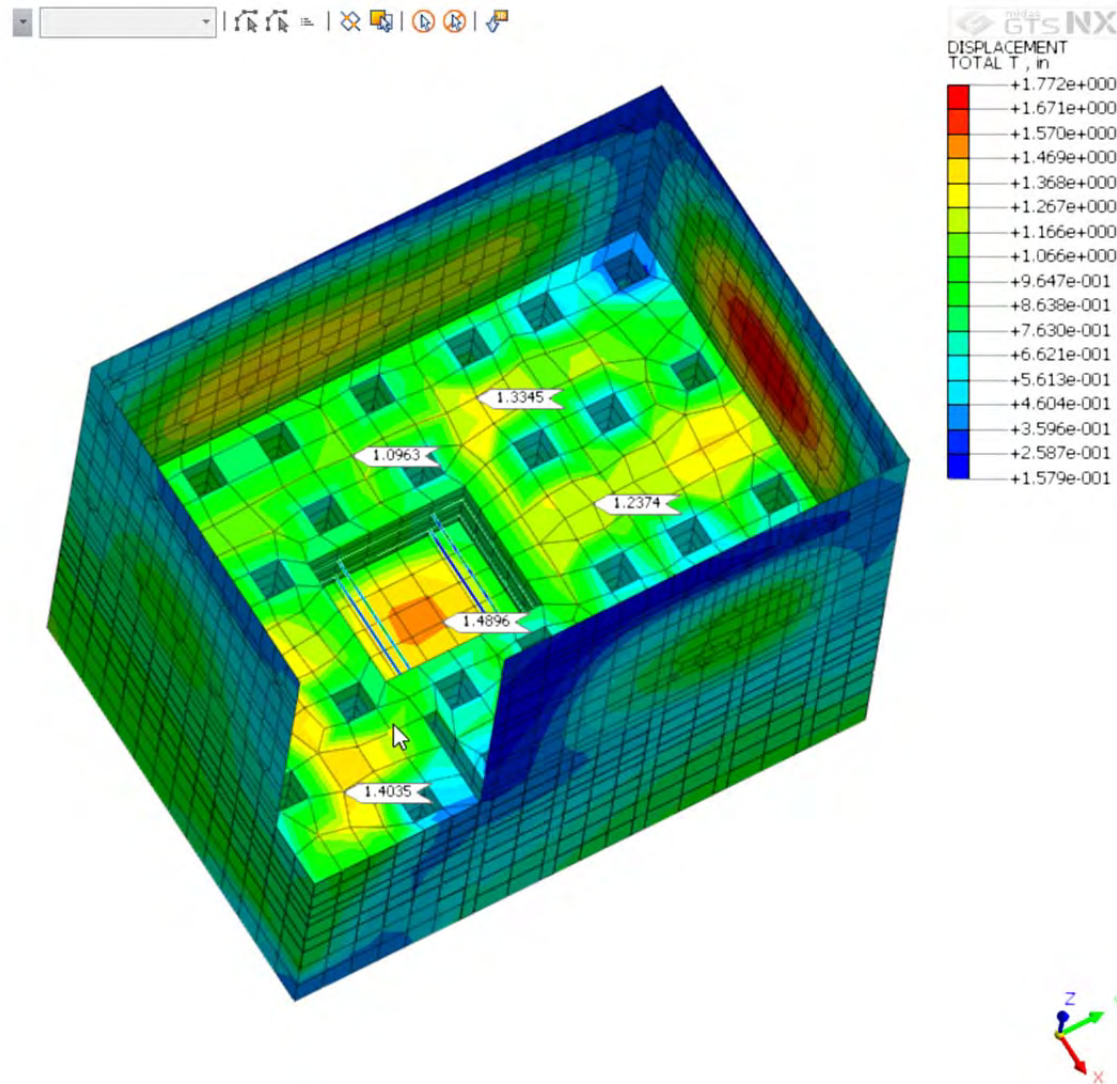 midas
GTS NX
DISPLACEMENT
TOTAL T , in
+1.772e+000
+1.671e+000
+1.570e+000
+1.469e+000
+1.368e+000
+1.267e+000
+1.166e+000
+1.066e+000
+9.647e-001
+8.638e-001
+7.630e-001
+6.621e-001
+5.613e-001
+4.604e-001
+3.596e-001
+2.587e-001
+1.579e-001
1.3345
1.0963
1.2374
1.4896
1.4035
Z
X